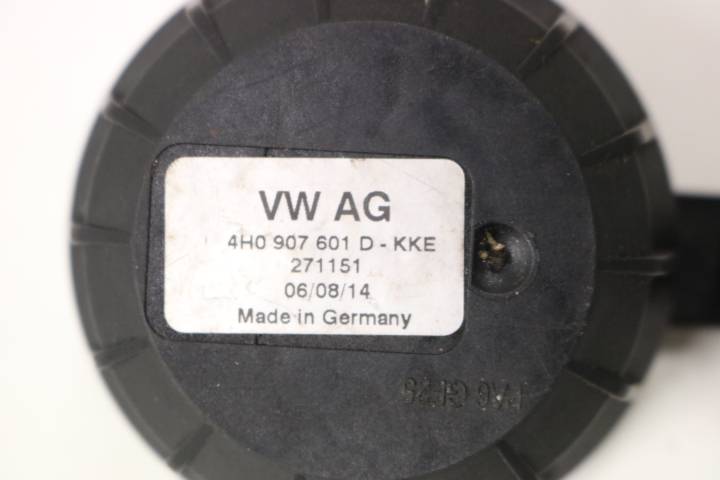 VW AG
4H0 907 601 D - KKE
271151
06/08/14
Made in Germany